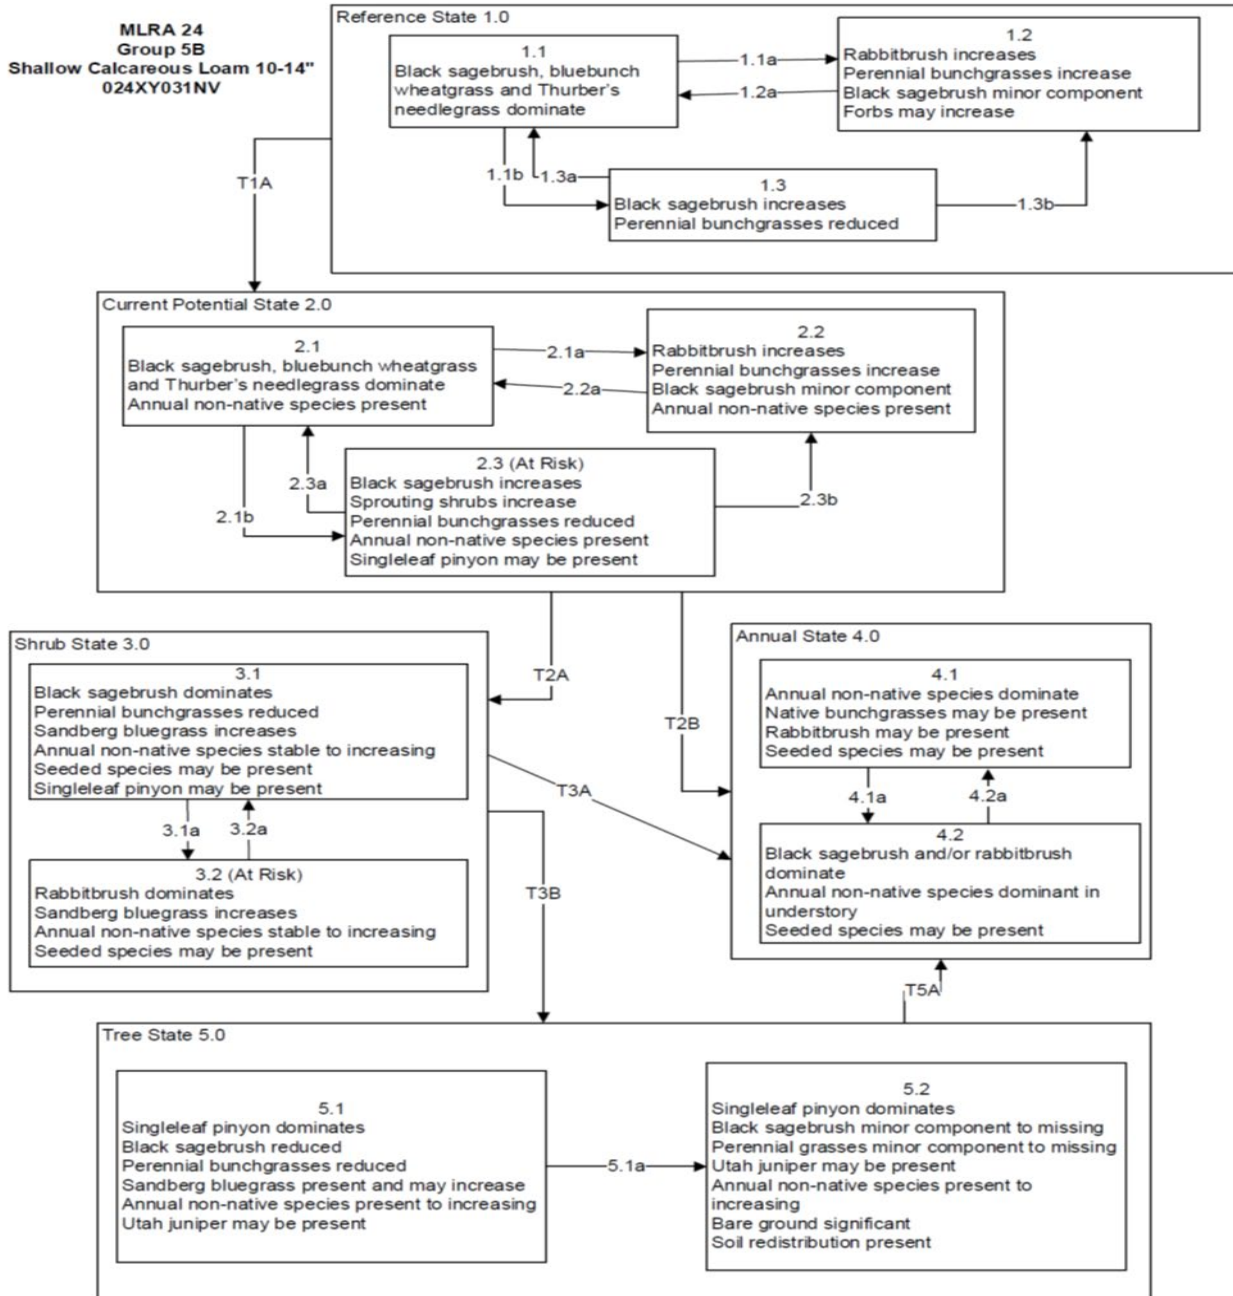 MLRA 24
Group 5B
Shallow Calcareous Loam 10-14"
024XY031NV
Reference State 1.0
1.1
Black sagebrush, bluebunch
wheatgrass and Thurber's
needlegrass dominate
1.1a
1.2a
1.2
Rabbitbrush increases
Perennial bunchgrasses increase
Black sagebrush minor component
Forbs may increase
1.1b
1.3a
1.3
Black sagebrush increases
Perennial bunchgrasses reduced
1.3b
T1A
Current Potential State 2.0
2.1
Black sagebrush, bluebunch wheatgrass
and Thurber's needlegrass dominate
Annual non-native species present
2.1a
2.2a
2.2
Rabbitbrush increases
Perennial bunchgrasses increase
Black sagebrush minor component
Annual non-native species present
2.1b
2.3a
2.3 (At Risk)
Black sagebrush increases
Sprouting shrubs increase
Perennial bunchgrasses reduced
Annual non-native species present
Singleleaf pinyon may be present
2.3b
T2A
T2B
Shrub State 3.0
3.1
Black sagebrush dominates
Perennial bunchgrasses reduced
Sandberg bluegrass increases
Annual non-native species stable to increasing
Seeded species may be present
Singleleaf pinyon may be present
3.1a
3.2a
3.2 (At Risk)
Rabbitbrush dominates
Sandberg bluegrass increases
Annual non-native species stable to increasing
Seeded species may be present
T3A
T3B
Annual State 4.0
4.1
Annual non-native species dominate
Native bunchgrasses may be present
Rabbitbrush may be present
Seeded species may be present
4.1a
4.2a
4.2
Black sagebrush and/or rabbitbrush
dominate
Annual non-native species dominant in
understory
Seeded species may be present
T5A
Tree State 5.0
5.1
Singleleaf pinyon dominates
Black sagebrush reduced
Perennial bunchgrasses reduced
Sandberg bluegrass present and may increase
Annual non-native species present to increasing
Utah juniper may be present
5.1a
5.2
Singleleaf pinyon dominates
Black sagebrush minor component to missing
Perennial grasses minor component to missing
Utah juniper may be present
Annual non-native species present to
increasing
Bare ground significant
Soil redistribution present